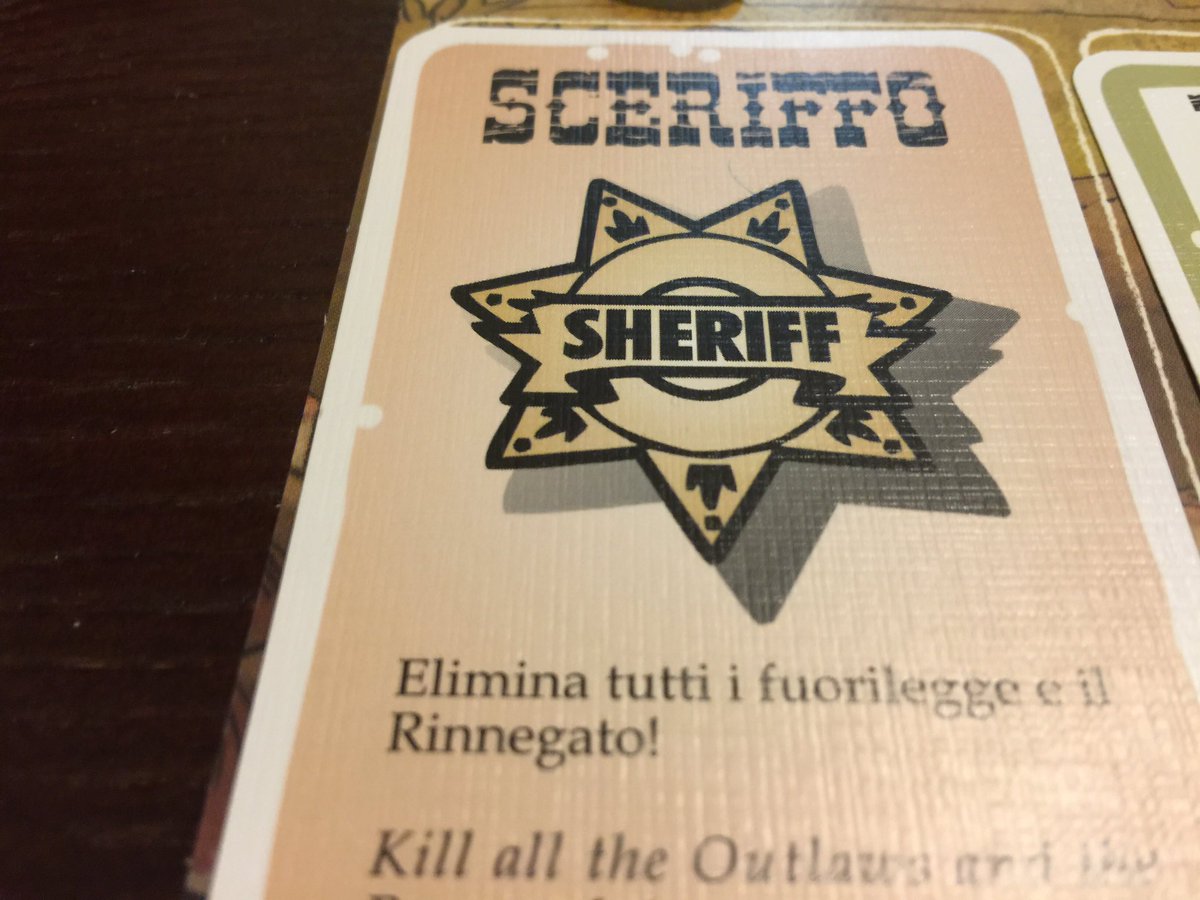 SCERIFFO
SHERIFF
Elimina tutti i fuorilegge e il
Rinnegato!
Kill all the Outlaws and the